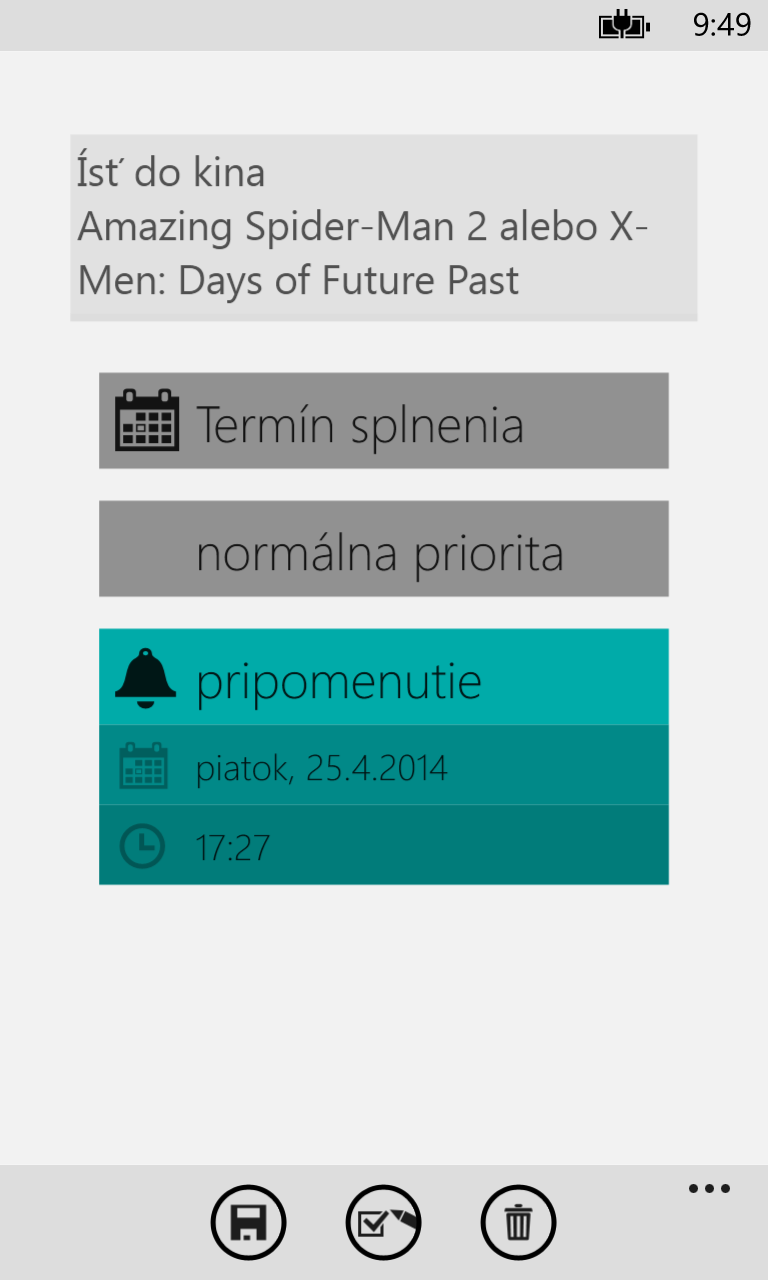 9:49
Ísť do kina
Amazing Spider-Man 2 alebo X-
Men: Days of Future Past
Termín splnenia
normálna priorita
pripomenutie
piatok, 25.4.2014
17:27